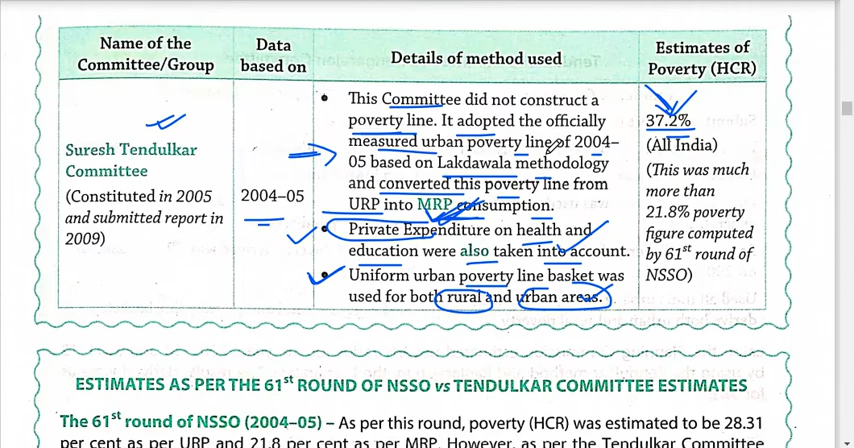 Name of the
Committee/Group
Data
based on
Details of method used
Estimates of
Poverty (HCR)
Suresh Tendulkar
Committee
(Constituted in 2005
and submitted report in
2009)
2004–05
• This Committee did not construct a
poverty line. It adopted the officially
measured urban poverty line of 2004–
05 based on Lakdawala methodology
and converted this poverty line from
URP into MRP consumption.
• Private Expenditure on health and
education were also taken into account.
• Uniform urban poverty line basket was
used for both rural and urban areas.
37.2%
(All India)
(This was much
more than
21.8% poverty
figure computed
by 61st round of
NSSO)
ESTIMATES AS PER THE 61st ROUND OF NSSO vs TENDULKAR COMMITTEE ESTIMATES
The 61st round of NSSO (2004–05) – As per this round, poverty (HCR) was estimated to be 28.31
per cent as per URP and 21.8 per cent as per MRP. However, as per the Tendulkar Committee